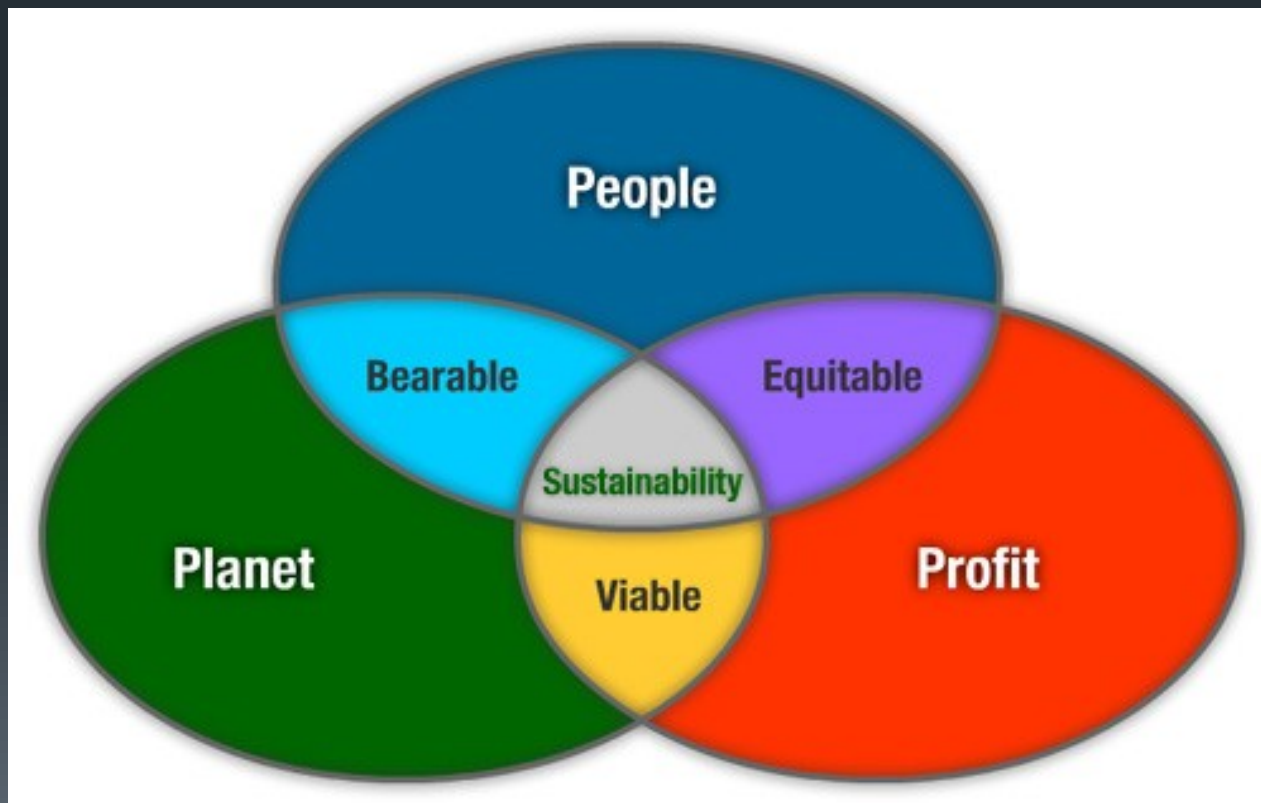 People
Bearable
Equitable
Sustainability
Planet
Profit
Viable